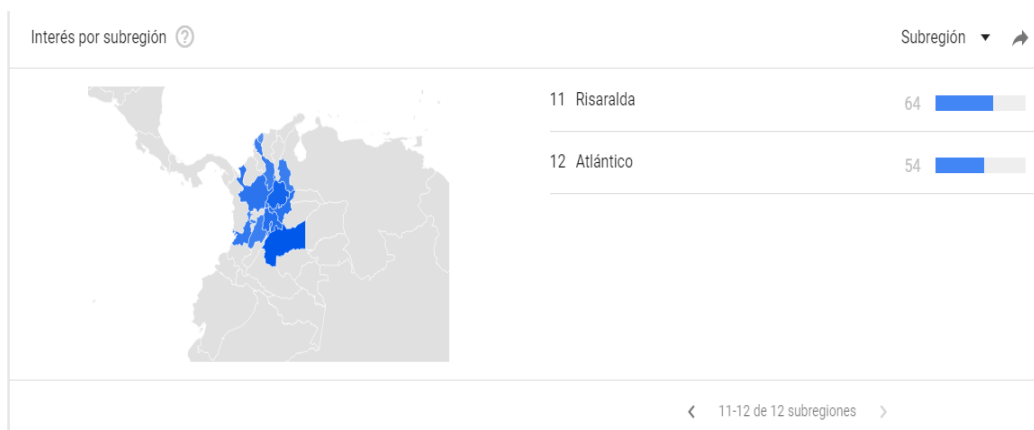 Interés por subregión ?
Subregión
11 Risaralda 64
12 Atlántico 54
11-12 de 12 subregiones